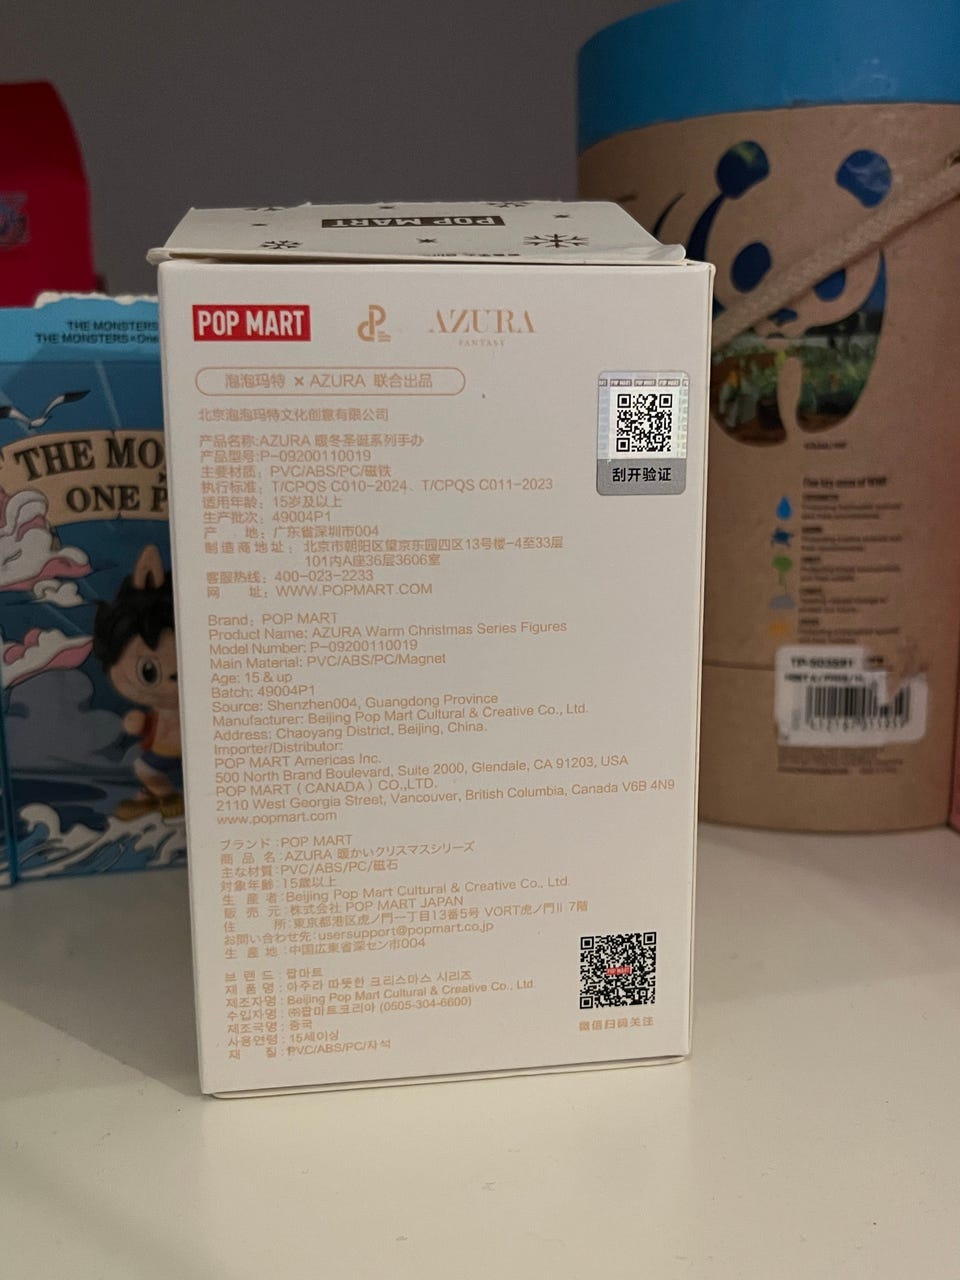 POP MART
THE MONSTERS
THE MONSTERS×One
THE MO
ONE P
POP MART
AZURA
FANTASY
泡泡玛特 × AZURA 联合出品
POP MART POP MART POP MART
刮开验证
北京泡泡玛特文化创意有限公司
产品名称:AZURA 暖冬圣诞系列手办
产品型号:P-09200110019
主要材质: PVC/ABS/PC/磁铁
执行标准: T/CPQS C010-2024、T/CPQS C011-2023
适用年龄: 15岁及以上
生产批次: 49004P1
产 地: 广东省深圳市004
制造商地址: 北京市朝阳区望京东园四区13号楼-4至33层
101内A座36层3606室
客服热线: 400-023-2233
网 址: WWW.POPMART.COM
Brand: POP MART
Product Name: AZURA Warm Christmas Series Figures
Model Number: P-09200110019
Main Material: PVC/ABS/PC/Magnet
Age: 15 & up
Batch: 49004P1
Source: Shenzhen004, Guangdong Province
Manufacturer: Beijing Pop Mart Cultural & Creative Co., Ltd.
Address: Chaoyang District, Beijing, China.
Importer/Distributor:
POP MART Americas Inc.
500 North Brand Boulevard, Suite 2000, Glendale, CA 91203, USA
POP MART ( CANADA ) CO.,LTD.
2110 West Georgia Street, Vancouver, British Columbia, Canada V6B 4N9
www.popmart.com
ブランド:POP MART
商 品 名:AZURA 暖かいクリスマスシリーズ
主な材質:PVC/ABS/PC/磁石
対象年齢:15歳以上
生 産 者:Beijing Pop Mart Cultural & Creative Co., Ltd.
販 売 元:株式会社 POP MART JAPAN
住 所:東京都港区虎ノ門一丁目13番5号 VORT虎ノ門Ⅱ 7階
お問い合わせ先:usersupport@popmart.co.jp
生 産 地:中国広東省深セン市004
브 랜 드 : 팝마트
제 품 명 : 아주라 따뜻한 크리스마스 시리즈
제조자명 : Beijing Pop Mart Cultural & Creative Co., Ltd.
수입자명 : ㈜팝마트코리아 (0505-304-6600)
제조국명 : 중국
사용연령 : 15세이상
재 질 : PVC/ABS/PC/자석
POP MART
微信扫码关注